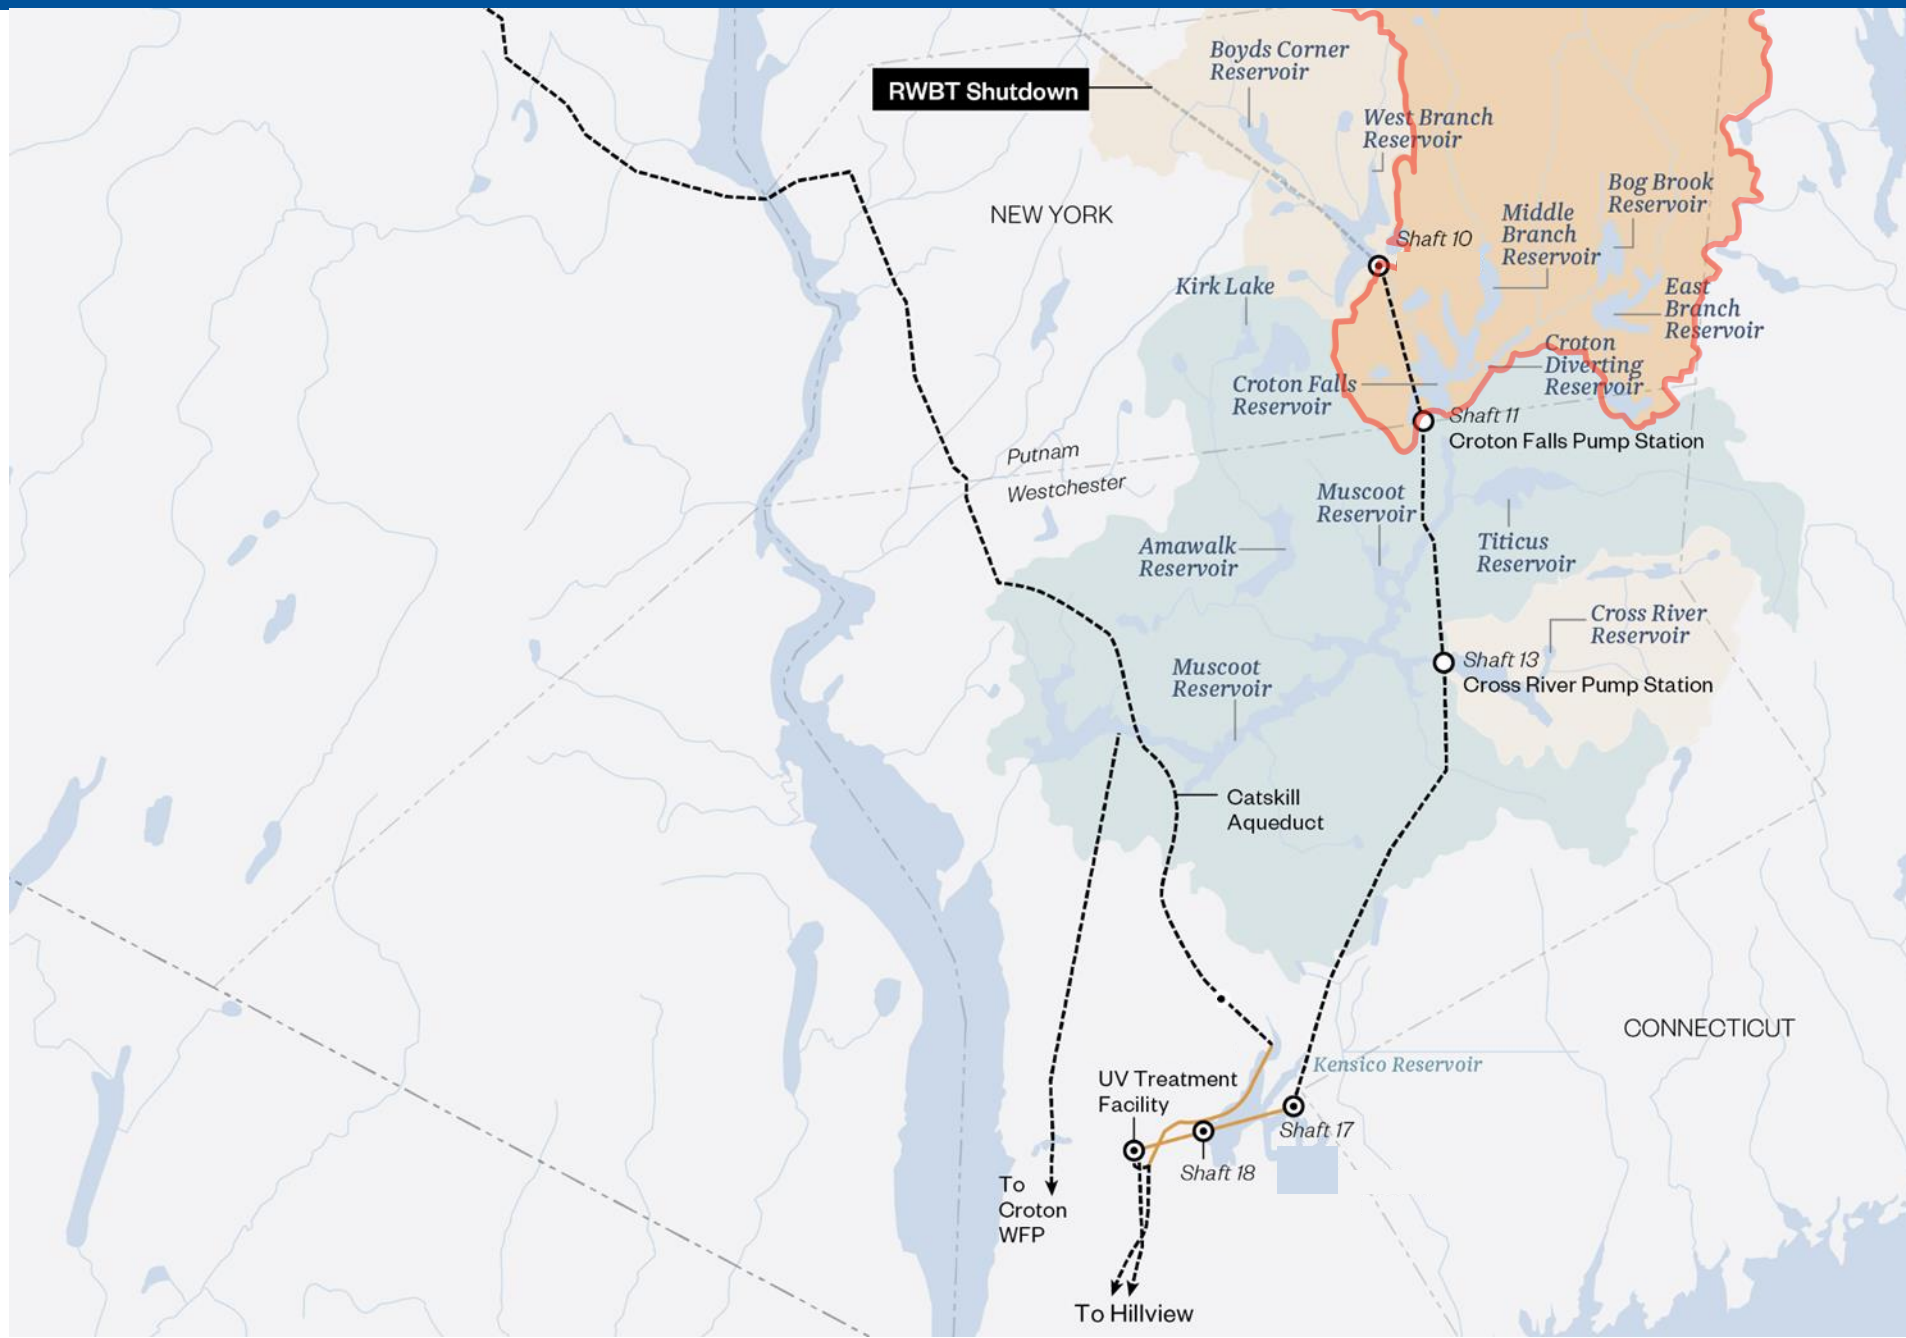 Boyds Corner
Reservoir
RWBT Shutdown
West Branch
Reservoir
Bog Brook
Reservoir
NEW YORK
Middle
Branch
Reservoir
Shaft 10
Kirk Lake
East
Branch
Reservoir
Croton
Diverting
Reservoir
Croton Falls
Reservoir
Shaft 11
Croton Falls Pump Station
Putnam
Westchester
Muscoot
Reservoir
Amawalk
Reservoir
Titicus
Reservoir
Cross River
Reservoir
Muscoot
Reservoir
Shaft 13
Cross River Pump Station
Catskill
Aqueduct
CONNECTICUT
Kensico Reservoir
UV Treatment
Facility
Shaft 17
Shaft 18
To
Croton
WFP
To Hillview